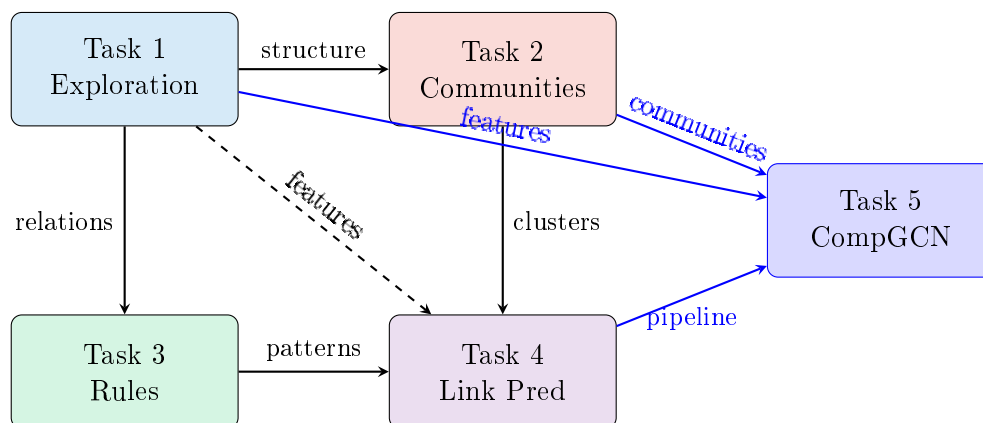 Task 1
Exploration
structure
Task 2
Communities
features
communities
Task 5
CompGCN
relations
features
clusters
pipeline
Task 3
Rules
patterns
Task 4
Link Pred